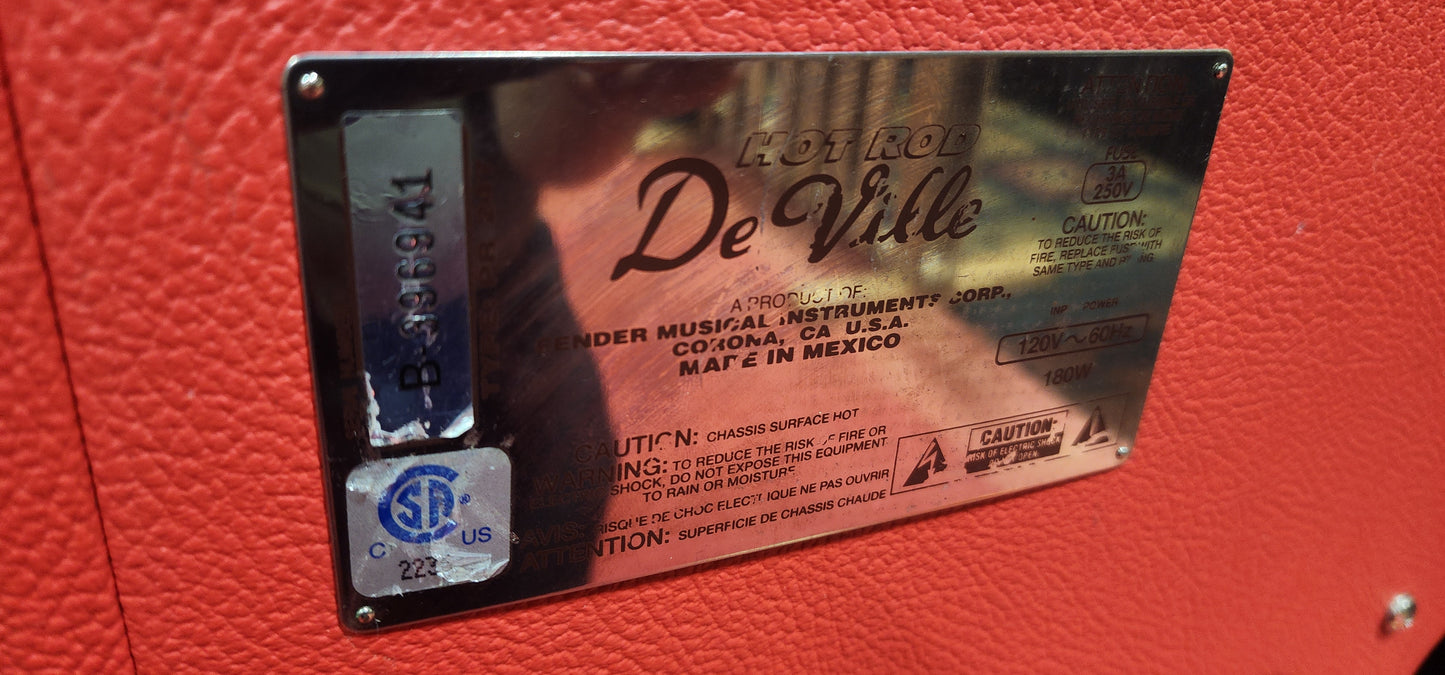 HOT ROD
De Ville
A PRODUCT OF:
FENDER MUSICAL INSTRUMENTS CORP.,
CORONA, CA U.S.A.
MADE IN MEXICO
CAUTION: CHASSIS SURFACE HOT
WARNING: TO REDUCE THE RISK OF FIRE OR
SHOCK, DO NOT EXPOSE THIS EQUIPMENT
TO RAIN OR MOISTURE
AVIS: RISQUE DE CHOC ELECTRIQUE NE PAS OUVRIR
ATTENTION: SUPERFICIE DE CHASSIS CHAUDE
FUSE
3A
250V
CAUTION:
TO REDUCE THE RISK OF
FIRE, REPLACE FUSE WITH
SAME TYPE AND RATING
POWER
120V~60Hz
180W
CAUTION:
RISK OF ELECTRIC SHOCK
OPEN
SA ®
C US
223